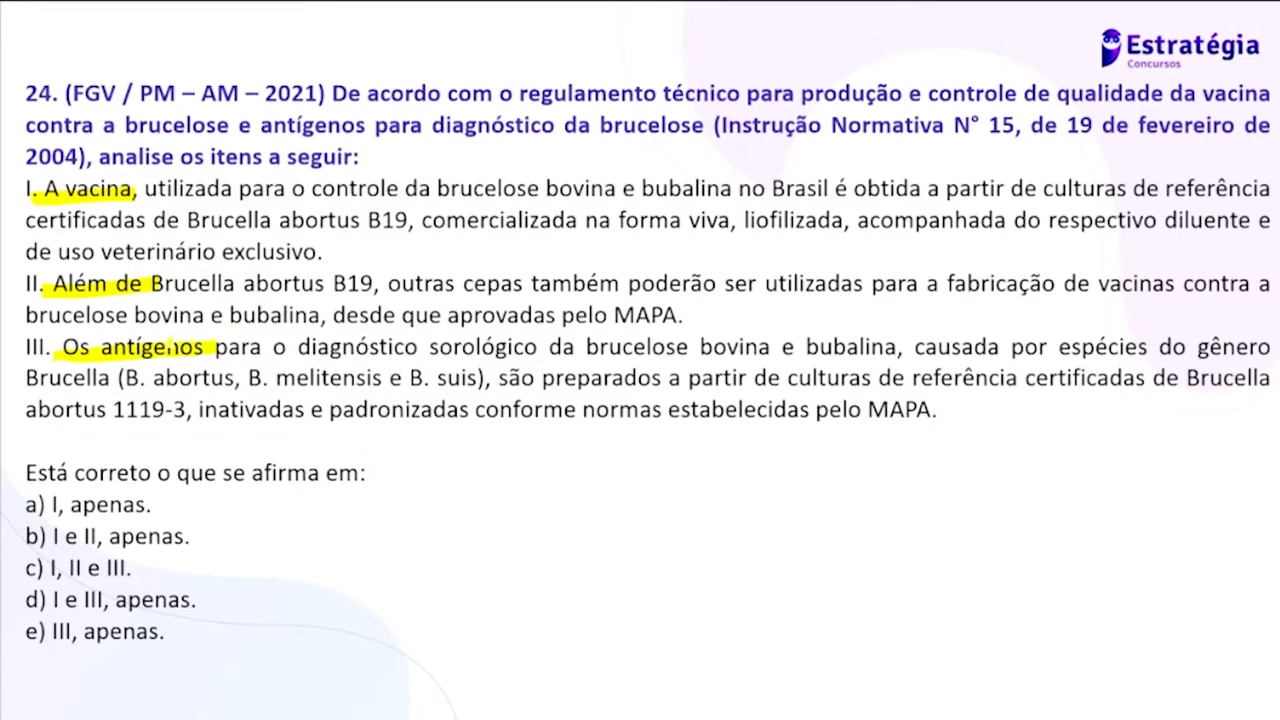 Estratégia
Concursos
24. (FGV / PM – AM – 2021) De acordo com o regulamento técnico para produção e controle de qualidade da vacina
contra a brucelose e antígenos para diagnóstico da brucelose (Instrução Normativa N° 15, de 19 de fevereiro de
2004), analise os itens a seguir:
I. A vacina, utilizada para o controle da brucelose bovina e bubalina no Brasil é obtida a partir de culturas de referência
certificadas de Brucella abortus B19, comercializada na forma viva, liofilizada, acompanhada do respectivo diluente e
de uso veterinário exclusivo.
II. Além de Brucella abortus B19, outras cepas também poderão ser utilizadas para a fabricação de vacinas contra a
brucelose bovina e bubalina, desde que aprovadas pelo MAPA.
III. Os antígenos para o diagnóstico sorológico da brucelose bovina e bubalina, causada por espécies do gênero
Brucella (B. abortus, B. melitensis e B. suis), são preparados a partir de culturas de referência certificadas de Brucella
abortus 1119-3, inativadas e padronizadas conforme normas estabelecidas pelo MAPA.
Está correto o que se afirma em:
a) I, apenas.
b) I e II, apenas.
c) I, II e III.
d) I e III, apenas.
e) III, apenas.